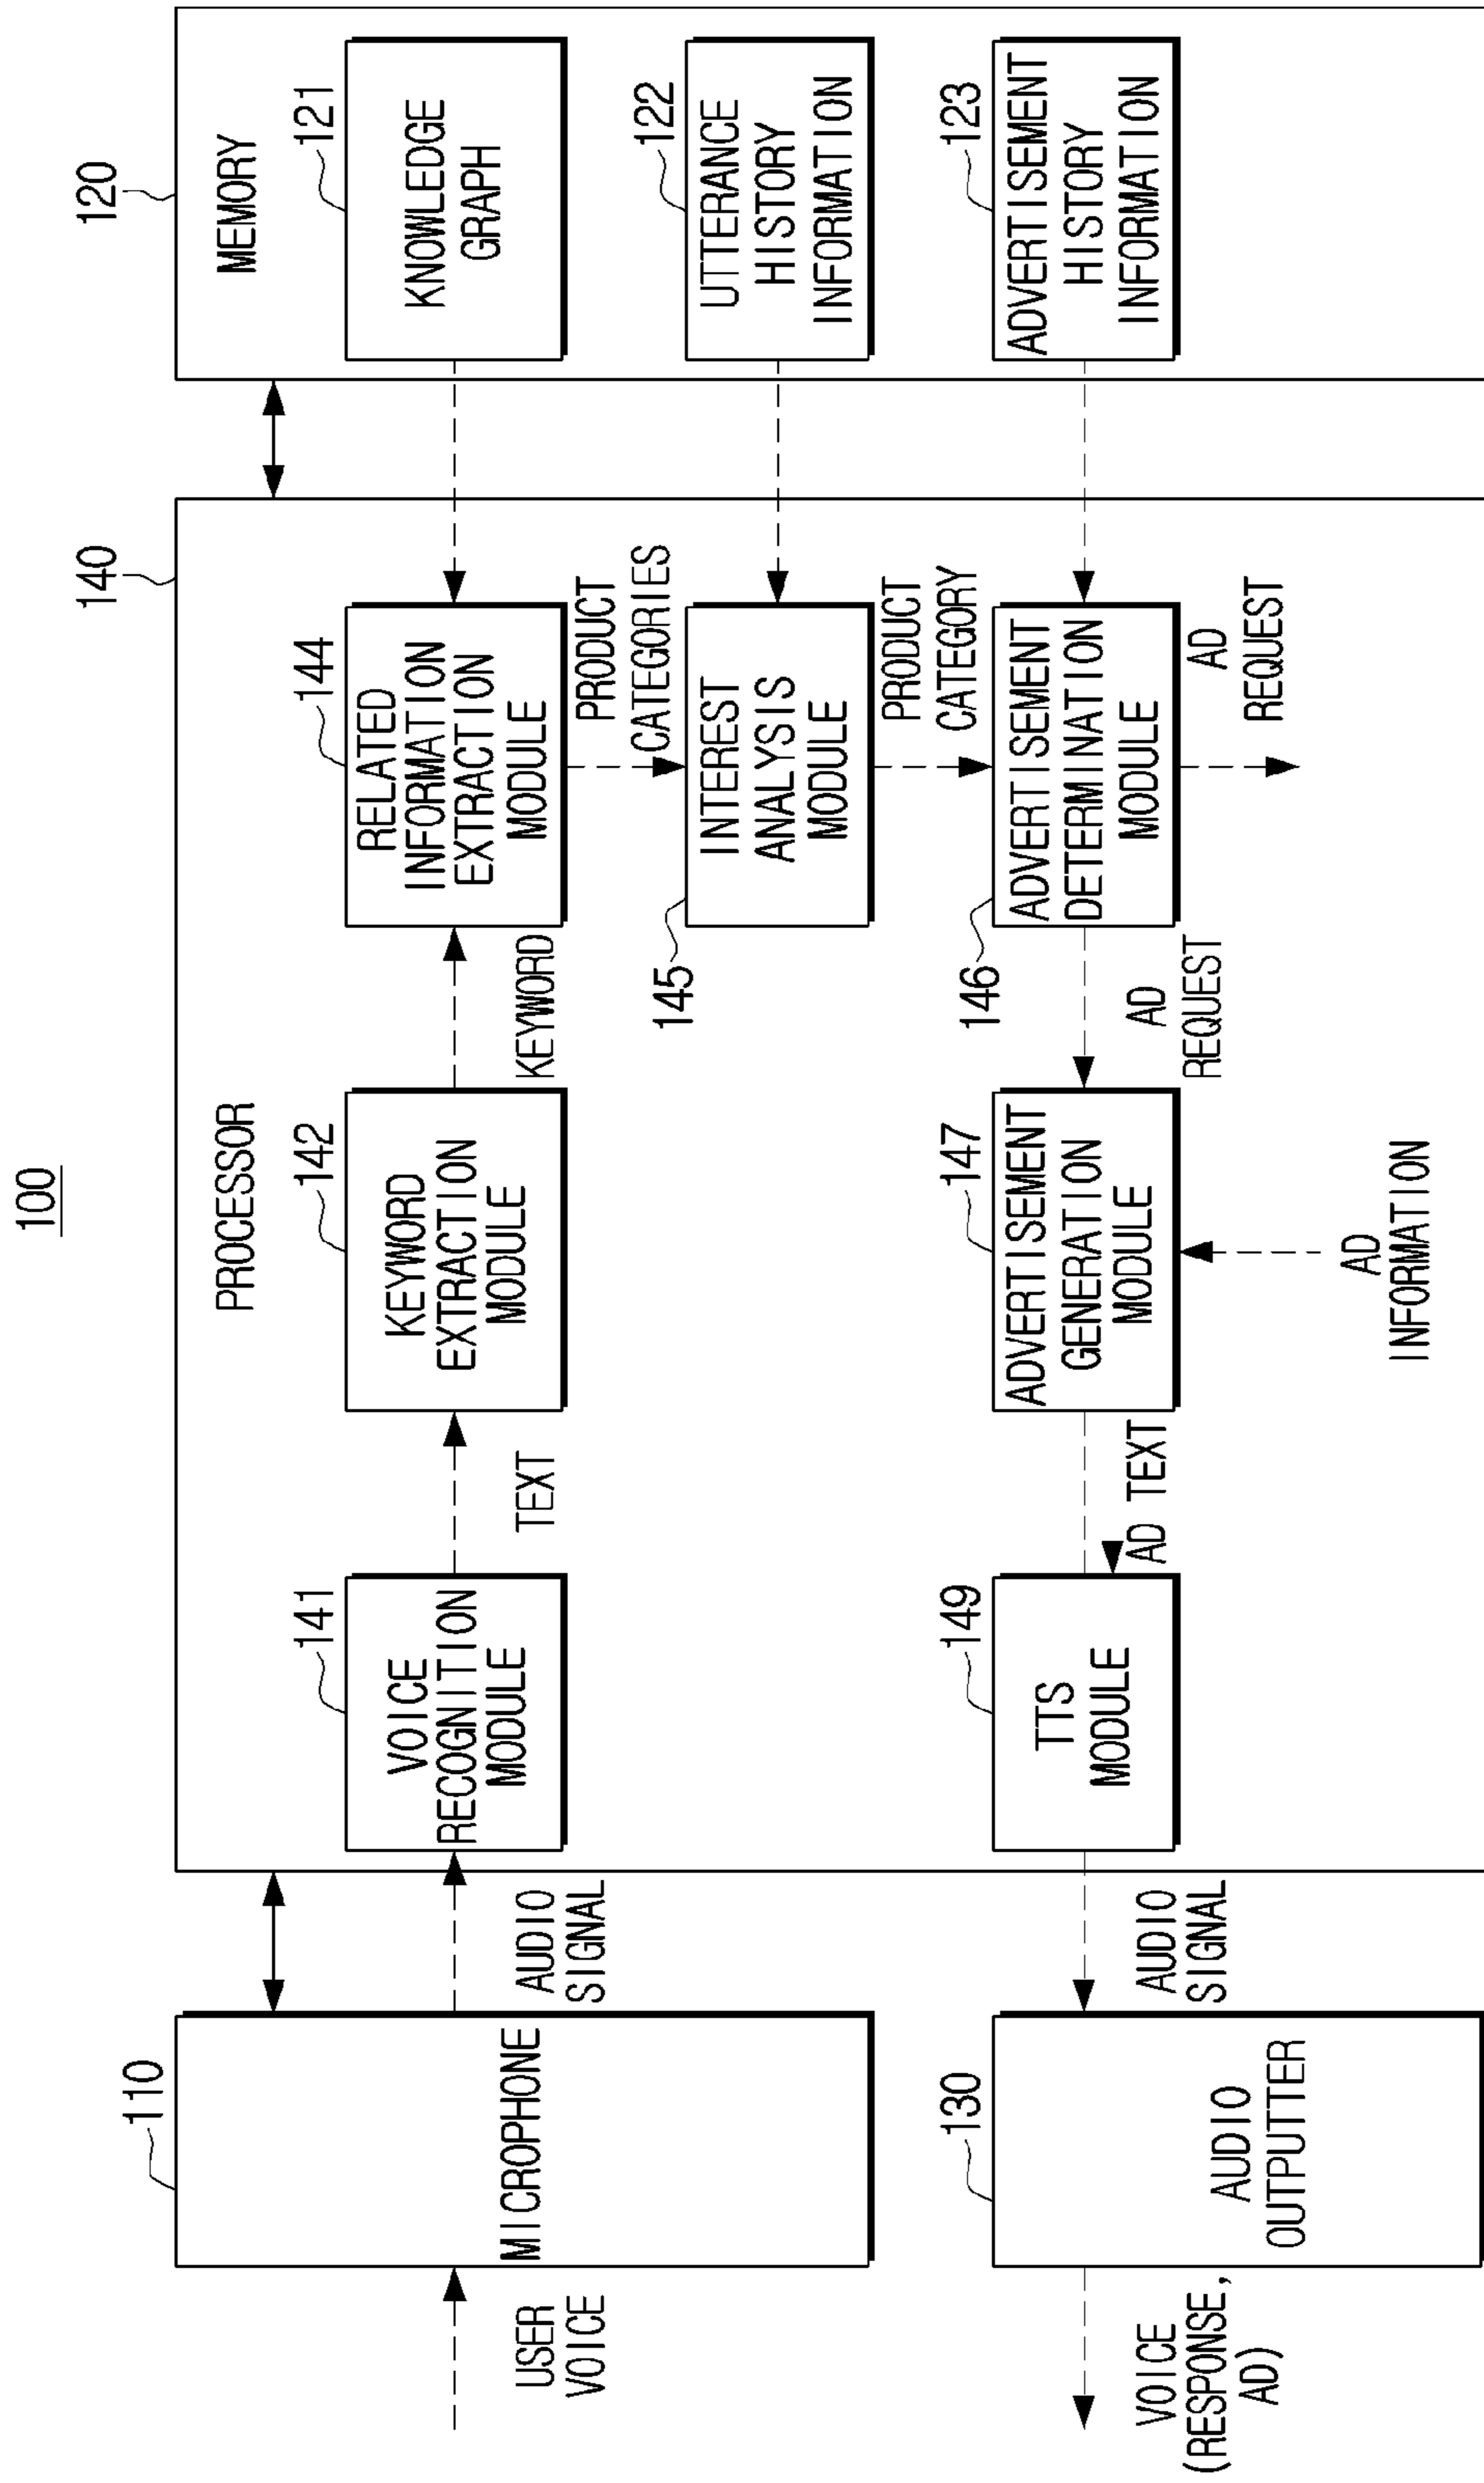 100
110
MICROPHONE
USER
VOICE
AUDIO
SIGNAL
140
PROCESSOR
141
VOICE
RECOGNITION
MODULE
TEXT
142
KEYWORD
EXTRACTION
MODULE
KEYWORD
144
RELATED
INFORMATION
EXTRACTION
MODULE
PRODUCT
CATEGORIES
145
INTEREST
ANALYSIS
MODULE
PRODUCT
CATEGORY
146
ADVERTISEMENT
DETERMINATION
MODULE
AD
REQUEST
AD
REQUEST
147
ADVERTISEMENT
GENERATION
MODULE
AD
INFORMATION
AD TEXT
149
TTS
MODULE
AUDIO
SIGNAL
130
AUDIO
OUTPUTTER
VOICE
(RESPONSE,
AD)
120
MEMORY
121
KNOWLEDGE
GRAPH
122
UTTERANCE
HISTORY
INFORMATION
123
ADVERTISEMENT
HISTORY
INFORMATION